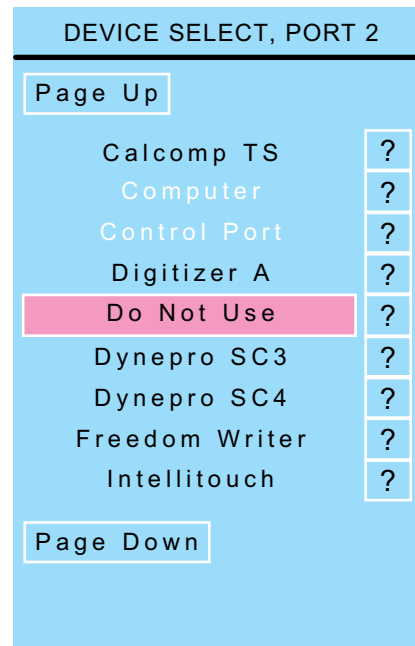 DEVICE SELECT, PORT 2
Page Up
Calcomp TS ?
Computer ?
Control Port ?
Digitizer A ?
Do Not Use ?
Dynepro SC3 ?
Dynepro SC4 ?
Freedom Writer ?
Intellitouch ?
Page Down